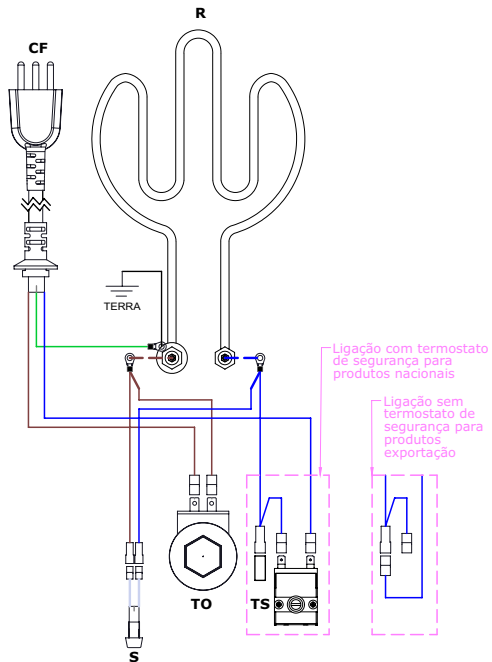 R
CF
TERRA
Ligação com termostato
de segurança para
produtos nacionais
Ligação sem
termostato de
segurança para
produtos
exportação
TO
TS
S